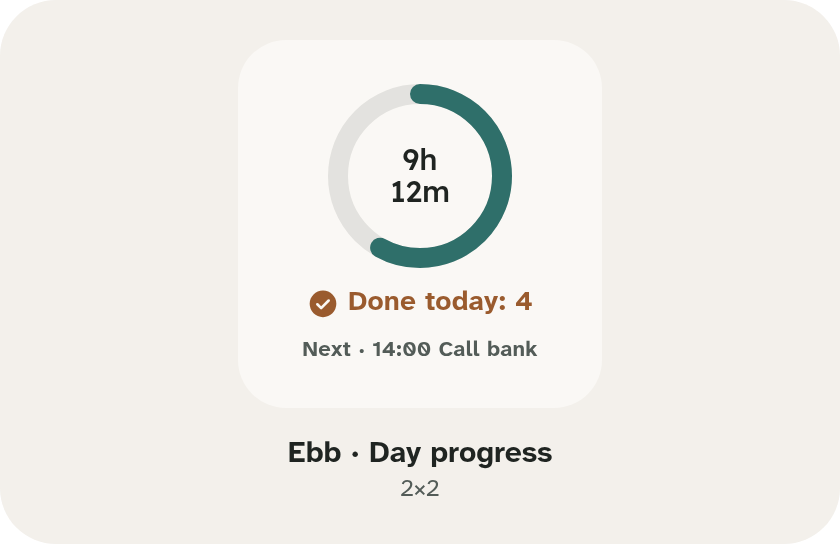 9h
12m
Done today: 4
Next · 14:00 Call bank
Ebb · Day progress
2×2